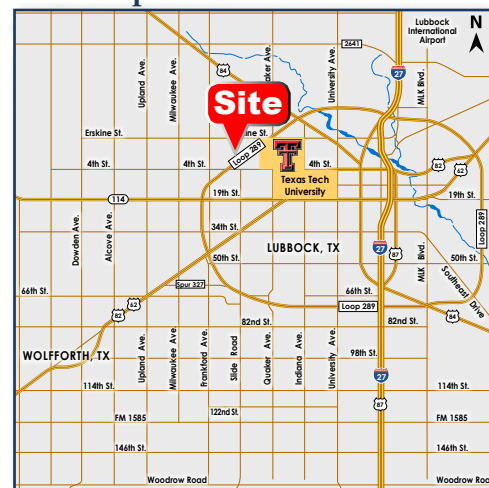 Lubbock
International
Airport
N
2641
84
27
Upland Ave.
Milwaukee Ave.
aker Ave.
University Ave.
MLK Blvd.
Site
Erskine St.
ine St.
Loop 289
4th St.
4th St.
4th St.
82
62
Texas Tech
University
114
19th St.
19th St.
Loop 289
Dowden Ave.
Alcove Ave.
34th St.
LUBBOCK, TX
27
87
MLK Blvd.
50th St.
50th St.
Southeast Drive
66th St.
Spur 327
66th St.
62
82
Loop 289
84
82nd St.
82nd St.
WOLFFORTH, TX
Upland Ave.
Milwaukee Ave.
Frankford Ave.
Slide Road
Quaker Ave.
Indiana Ave.
University Ave.
98th St.
27
114th St.
114th St.
87
122nd St.
FM 1585
FM 1585
146th St.
146th St.
Woodrow Road
Woodrow Roa